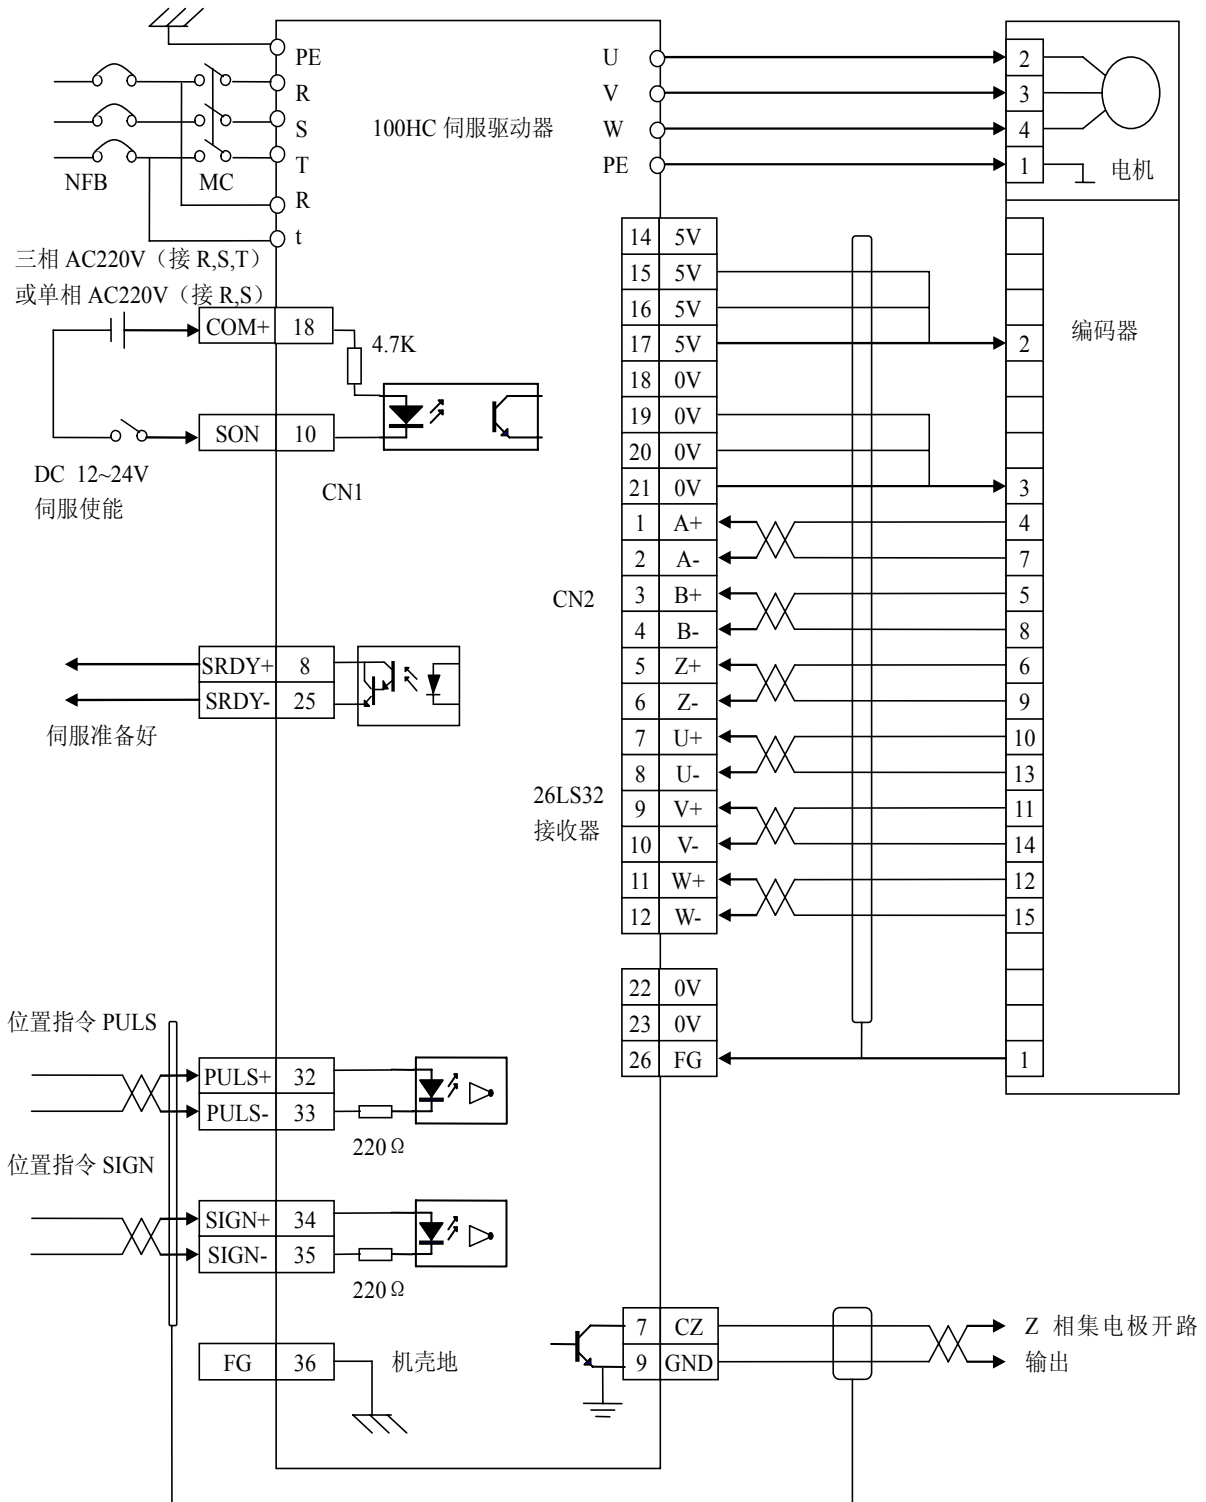 PE
R
S
T
R
t
NFB
MC
100HC 伺服驱动器
U
V
W
PE
2
3
4
1
电机
三相 AC220V（接 R,S,T）
或单相 AC220V（接 R,S）
COM+ 18
4.7K
SON 10
DC 12~24V
伺服使能
CN1
14 5V
15 5V
16 5V
17 5V 2
编码器
18 0V
19 0V
20 0V
21 0V 3
1 A+ 4
2 A- 7
CN2
3 B+ 5
4 B- 8
5 Z+ 6
6 Z- 9
7 U+ 10
8 U- 13
9 V+ 11
10 V- 14
11 W+ 12
12 W- 15
26LS32
接收器
22 0V
23 0V
26 FG 1
SRDY+ 8
SRDY- 25
伺服准备好
位置指令 PULS
PULS+ 32
PULS- 33
220Ω
位置指令 SIGN
SIGN+ 34
SIGN- 35
220Ω
FG 36
机壳地
7 CZ
9 GND
Z 相集电极开路
输出